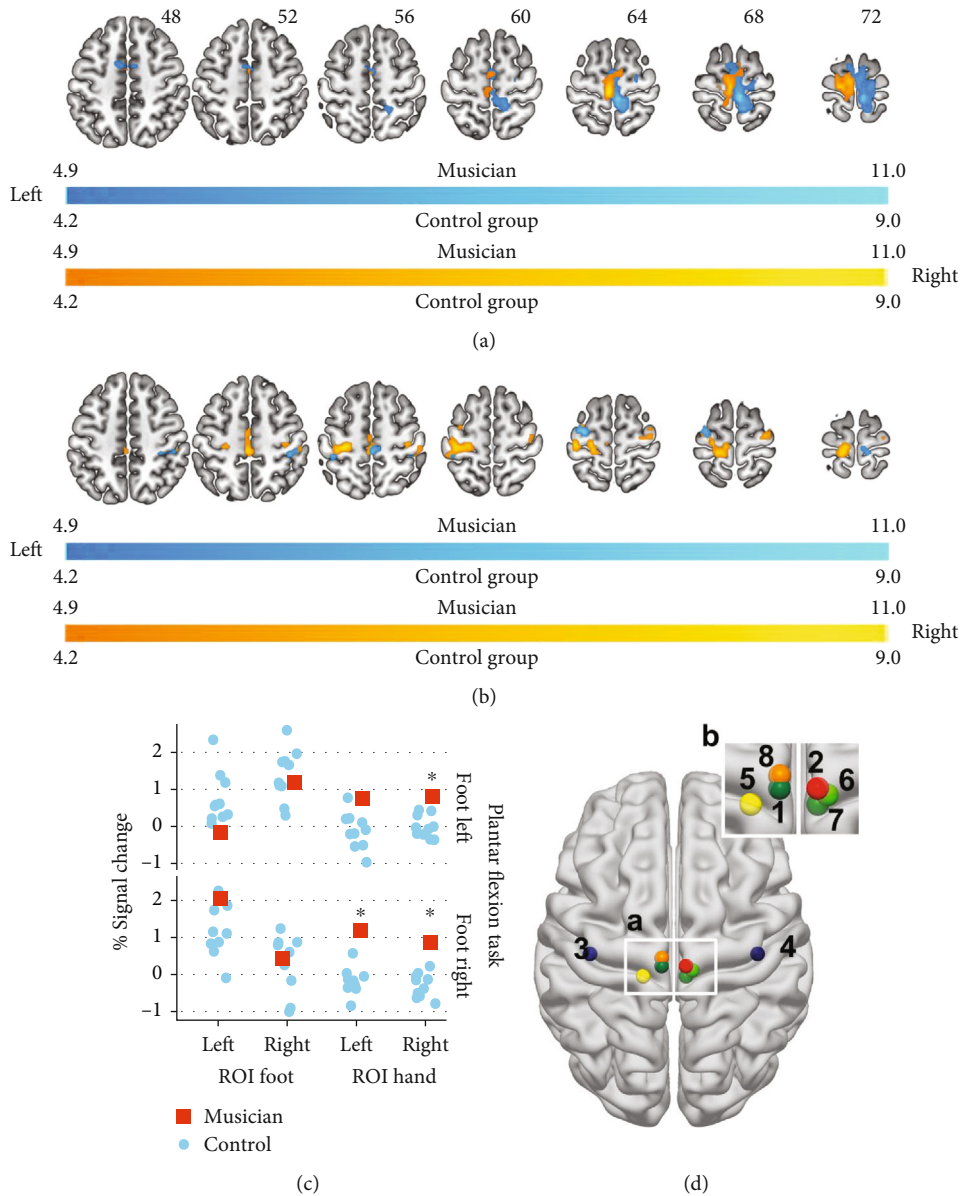 48 52 56 60 64 68 72
4.9 Musician 11.0
Left
4.2 Control group 9.0
4.9 Musician 11.0
Right
4.2 Control group 9.0
(a)
4.9 Musician 11.0
Left
4.2 Control group 9.0
4.9 Musician 11.0
Right
4.2 Control group 9.0
(b)
% Signal change
2
1
0
−1
2
1
0
−1
*
* *
Foot left
Foot right
Plantar flexion task
Left Right Left Right
ROI foot ROI hand
Musician
Control
(c)
b
8 2
5 6
1 7
a
3 4
(d)